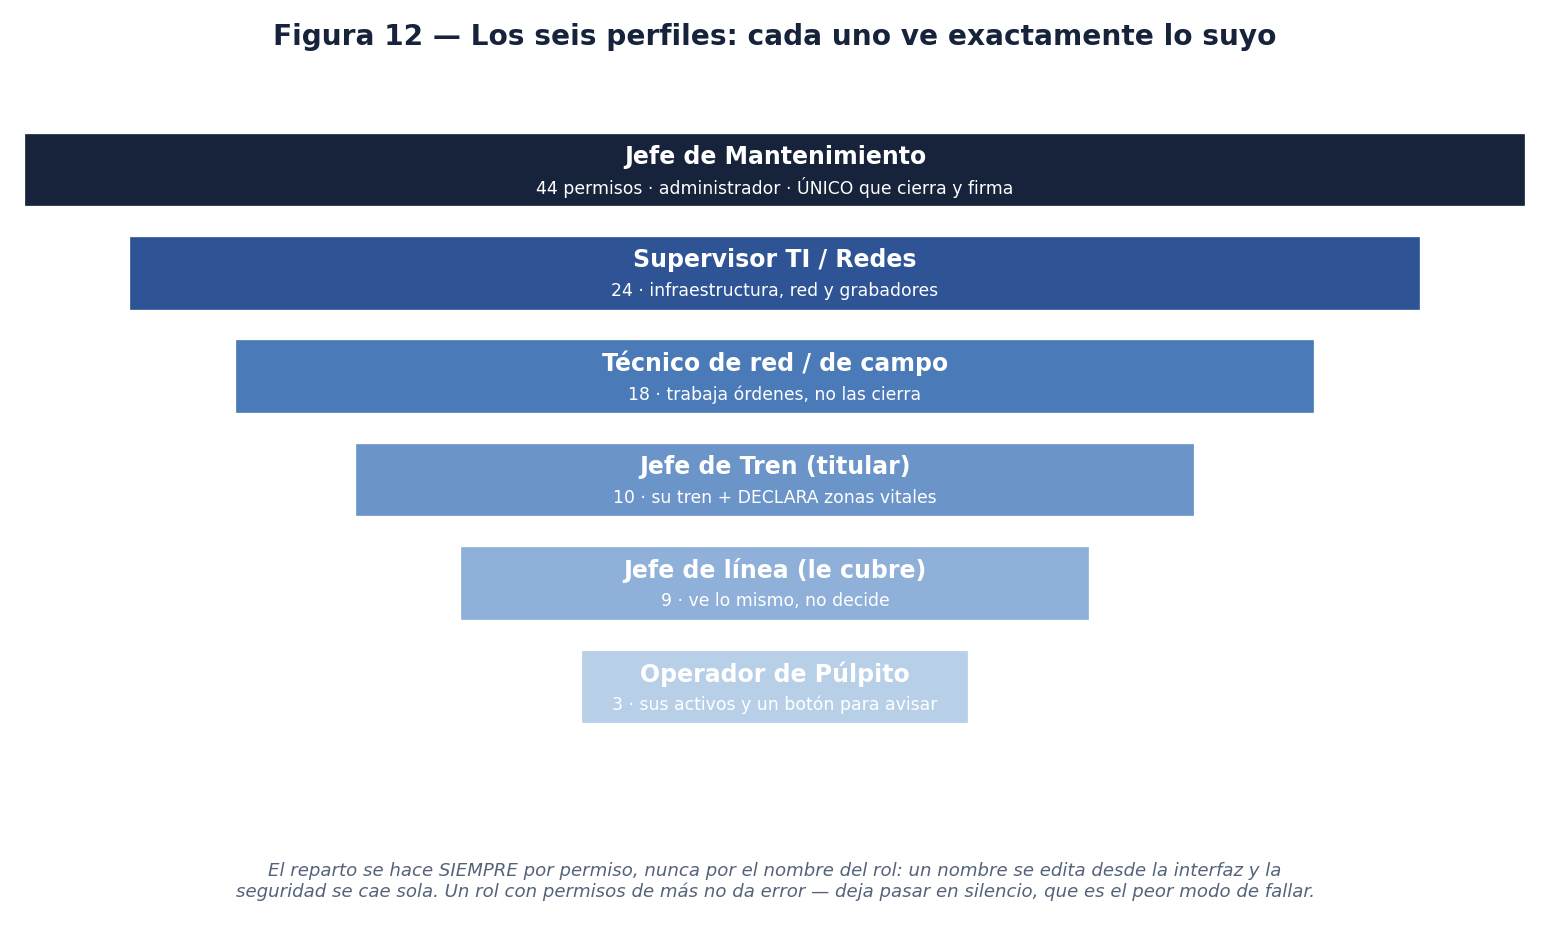 Figura 12 — Los seis perfiles: cada uno ve exactamente lo suyo
Jefe de Mantenimiento
44 permisos · administrador · ÚNICO que cierra y firma
Supervisor TI / Redes
24 · infraestructura, red y grabadores
Técnico de red / de campo
18 · trabaja órdenes, no las cierra
Jefe de Tren (titular)
10 · su tren + DECLARA zonas vitales
Jefe de línea (le cubre)
9 · ve lo mismo, no decide
Operador de Púlpito
3 · sus activos y un botón para avisar
El reparto se hace SIEMPRE por permiso, nunca por el nombre del rol: un nombre se edita desde la interfaz y la
seguridad se cae sola. Un rol con permisos de más no da error — deja pasar en silencio, que es el peor modo de fallar.